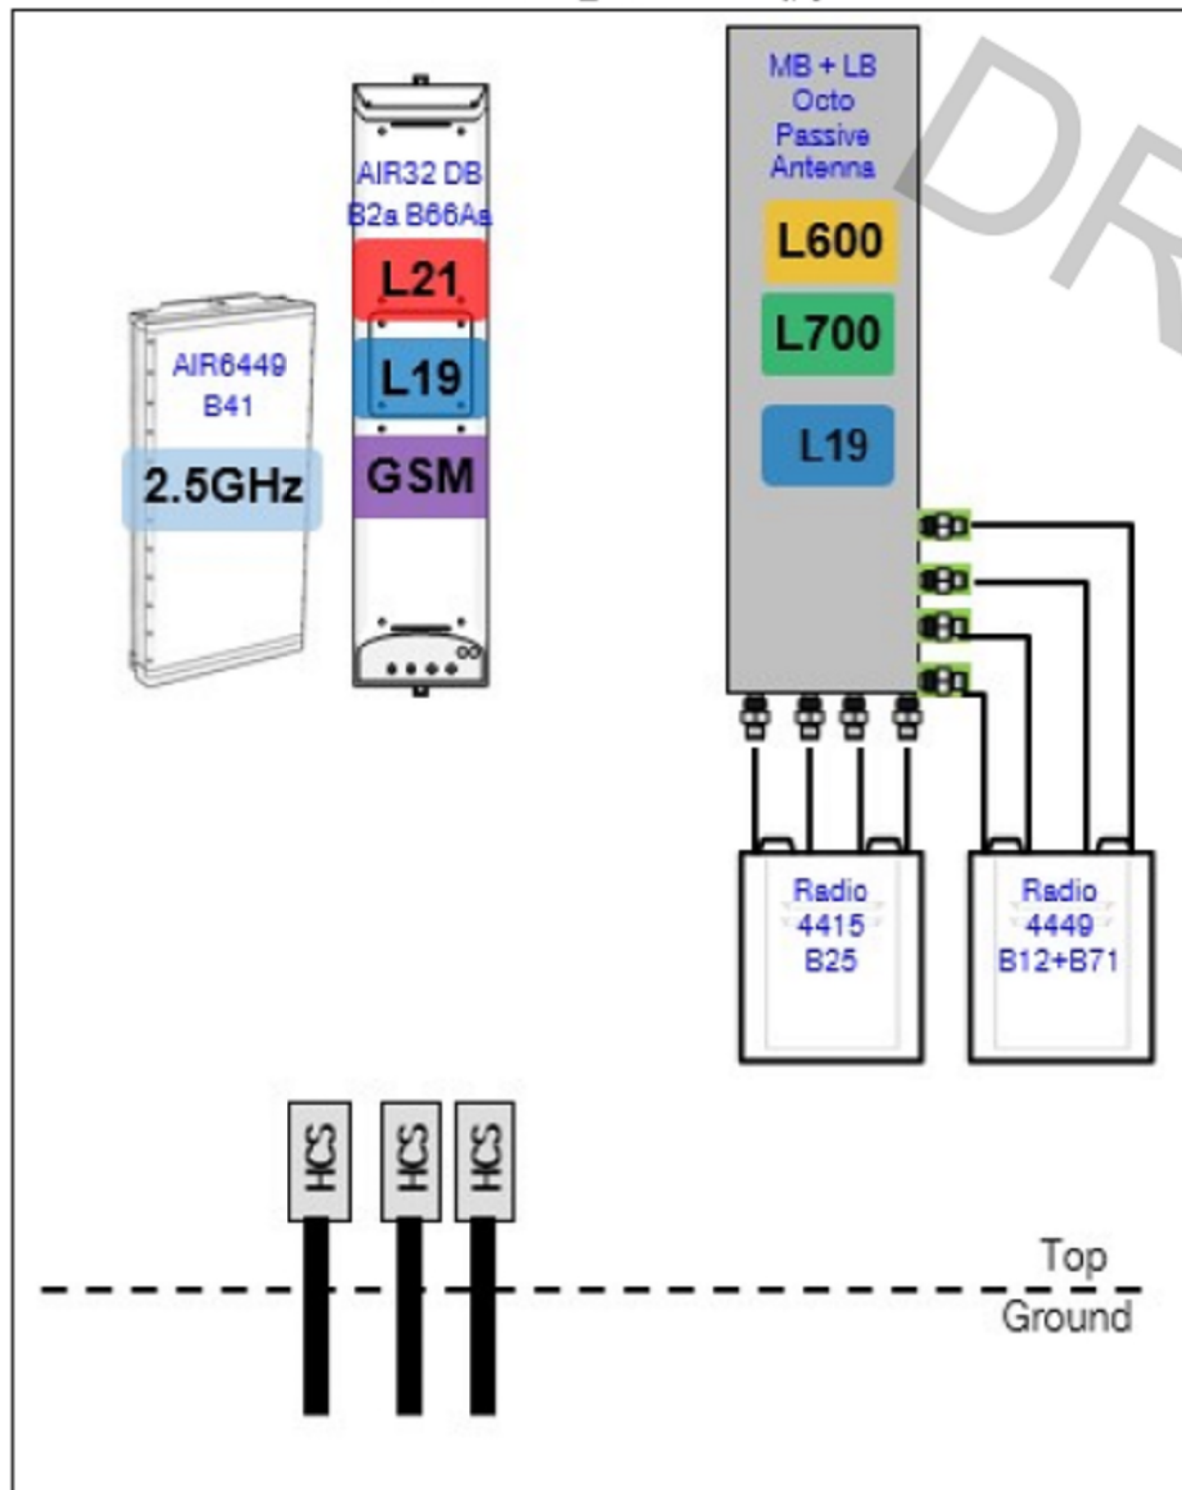 MB + LB
Octo
Passive
Antenna
L600
L700
L19
AIR32 DB
B2a B66Aa
L21
L19
GSM
AIR6449
B41
2.5GHz
Radio
4415
B25
Radio
4449
B12+B71
HCS
HCS
HCS
Top
Ground
DR